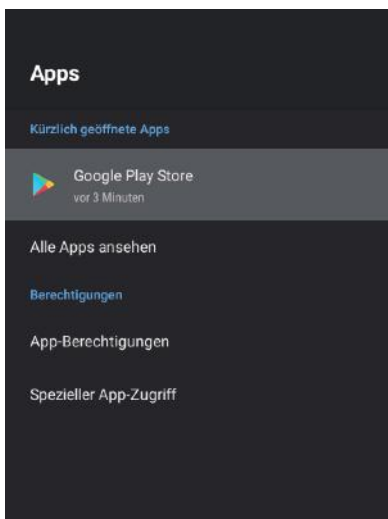 Apps
Kürzlich geöffnete Apps
Google Play Store
vor 3 Minuten
Alle Apps ansehen
Berechtigungen
App-Berechtigungen
Spezieller App-Zugriff